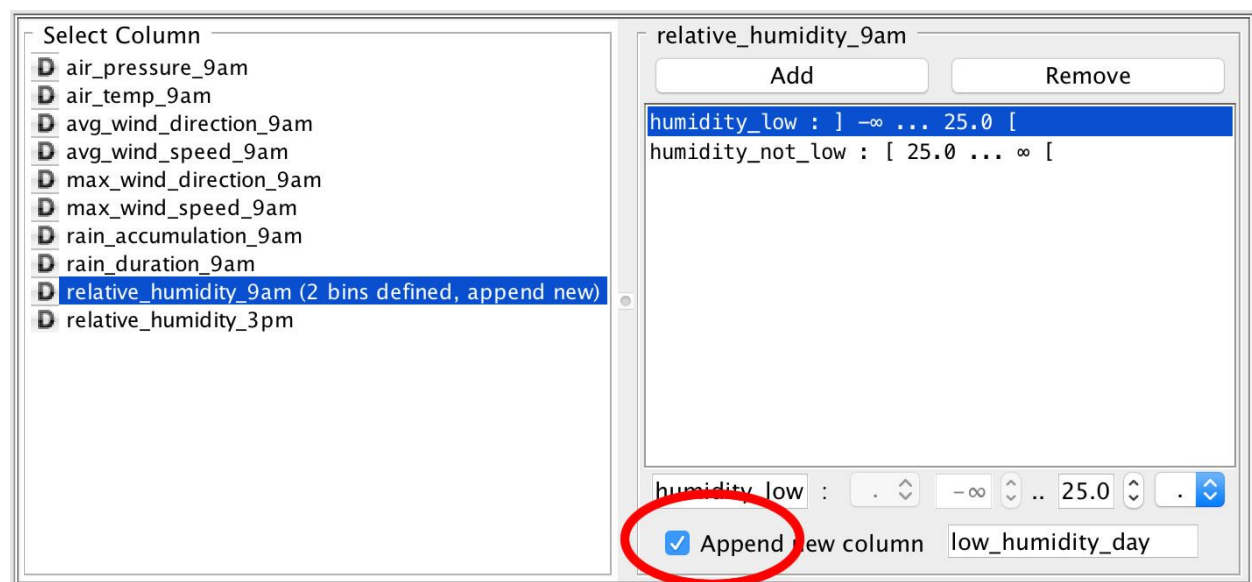 Select Column
D air_pressure_9am
D air_temp_9am
D avg_wind_direction_9am
D avg_wind_speed_9am
D max_wind_direction_9am
D max_wind_speed_9am
D rain_accumulation_9am
D rain_duration_9am
D relative_humidity_9am (2 bins defined, append new)
D relative_humidity_3pm
relative_humidity_9am
Add Remove
humidity_low : ] -∞ ... 25.0 [
humidity_not_low : [ 25.0 ... ∞ [
humidity_low : . -∞ .. 25.0 .
Append new column low_humidity_day